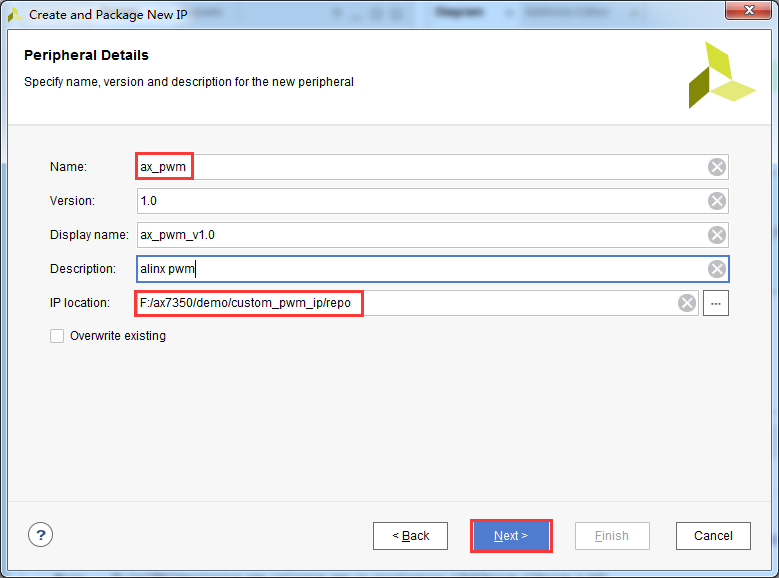 Create and Package New IP
Peripheral Details
Specify name, version and description for the new peripheral
Name: ax_pwm
Version: 1.0
Display name: ax_pwm_v1.0
Description: alinx pwm
IP location: F:/ax7350/demo/custom_pwm_ip/repo ...
Overwrite existing
? < Back Next > Finish Cancel